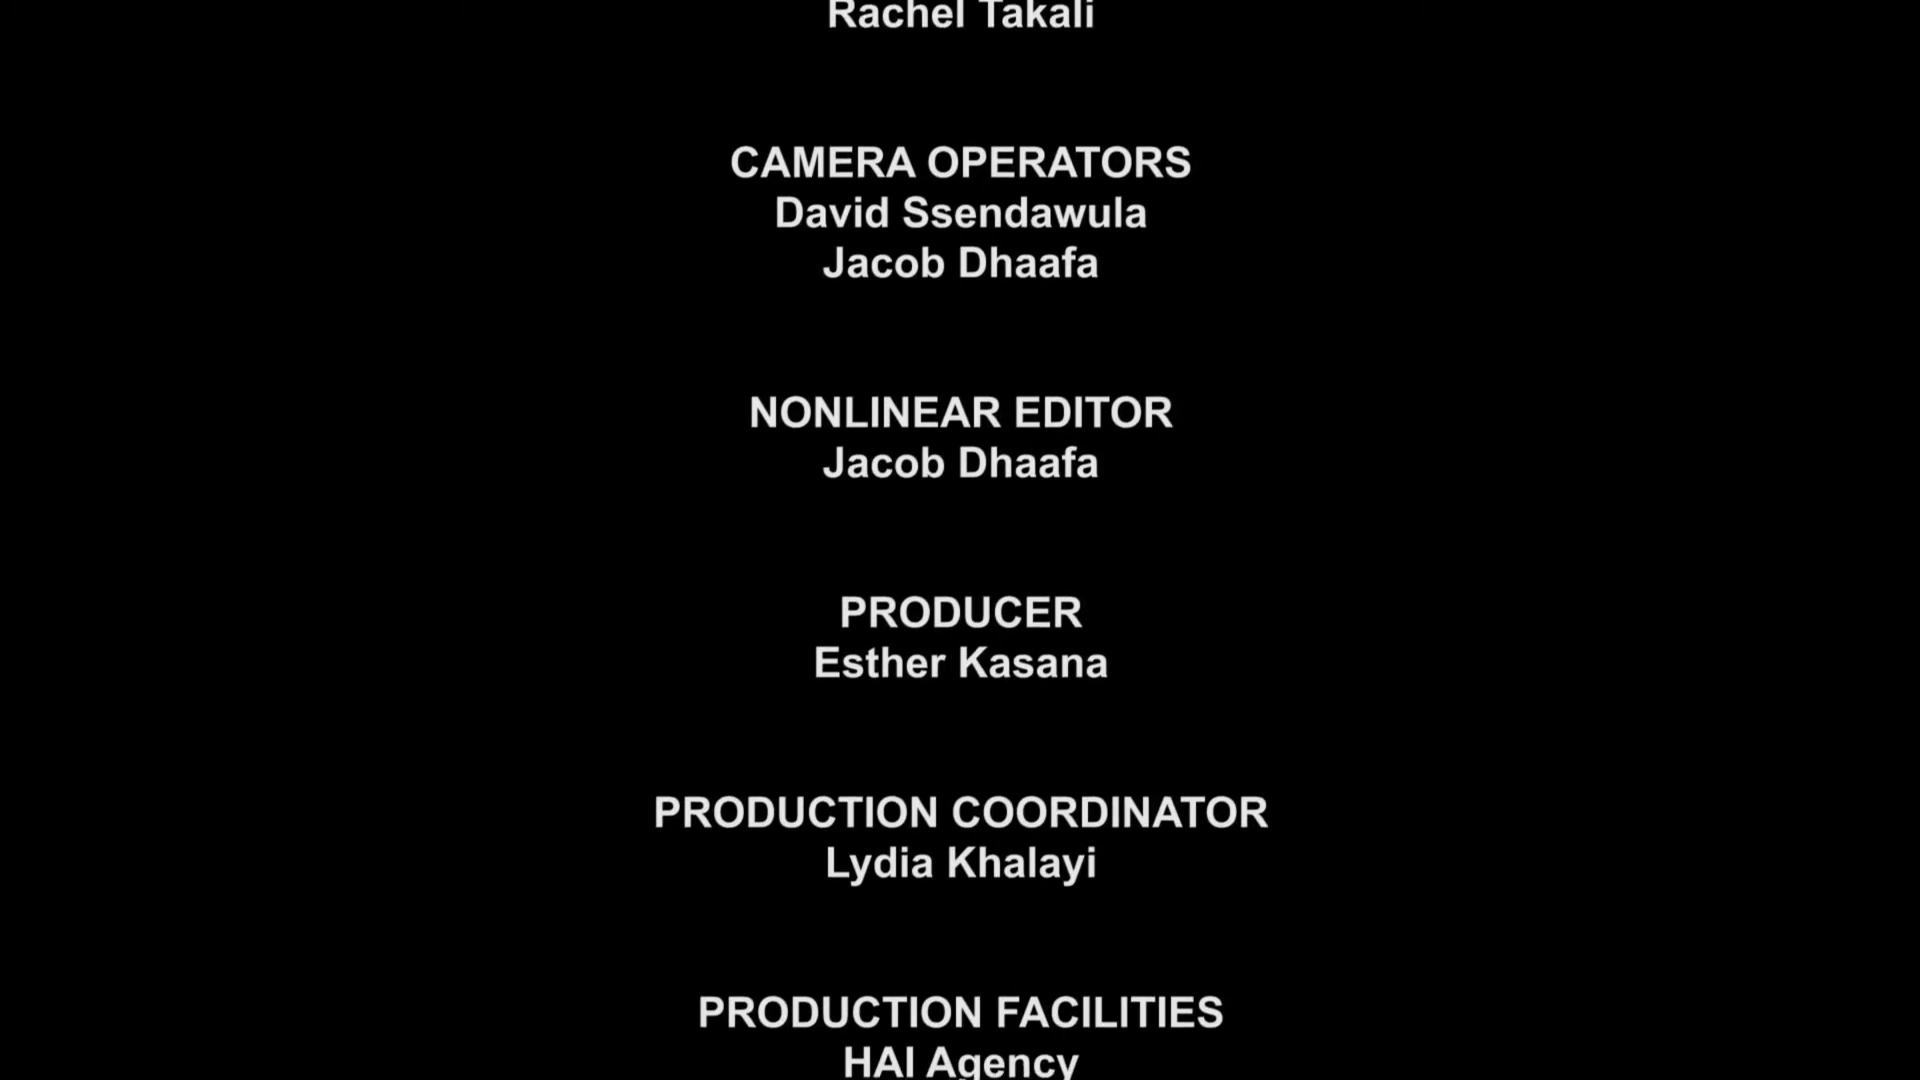 Rachel Takali
CAMERA OPERATORS
David Ssendawula
Jacob Dhaafa
NONLINEAR EDITOR
Jacob Dhaafa
PRODUCER
Esther Kasana
PRODUCTION COORDINATOR
Lydia Khalayi
PRODUCTION FACILITIES
HAI Agency